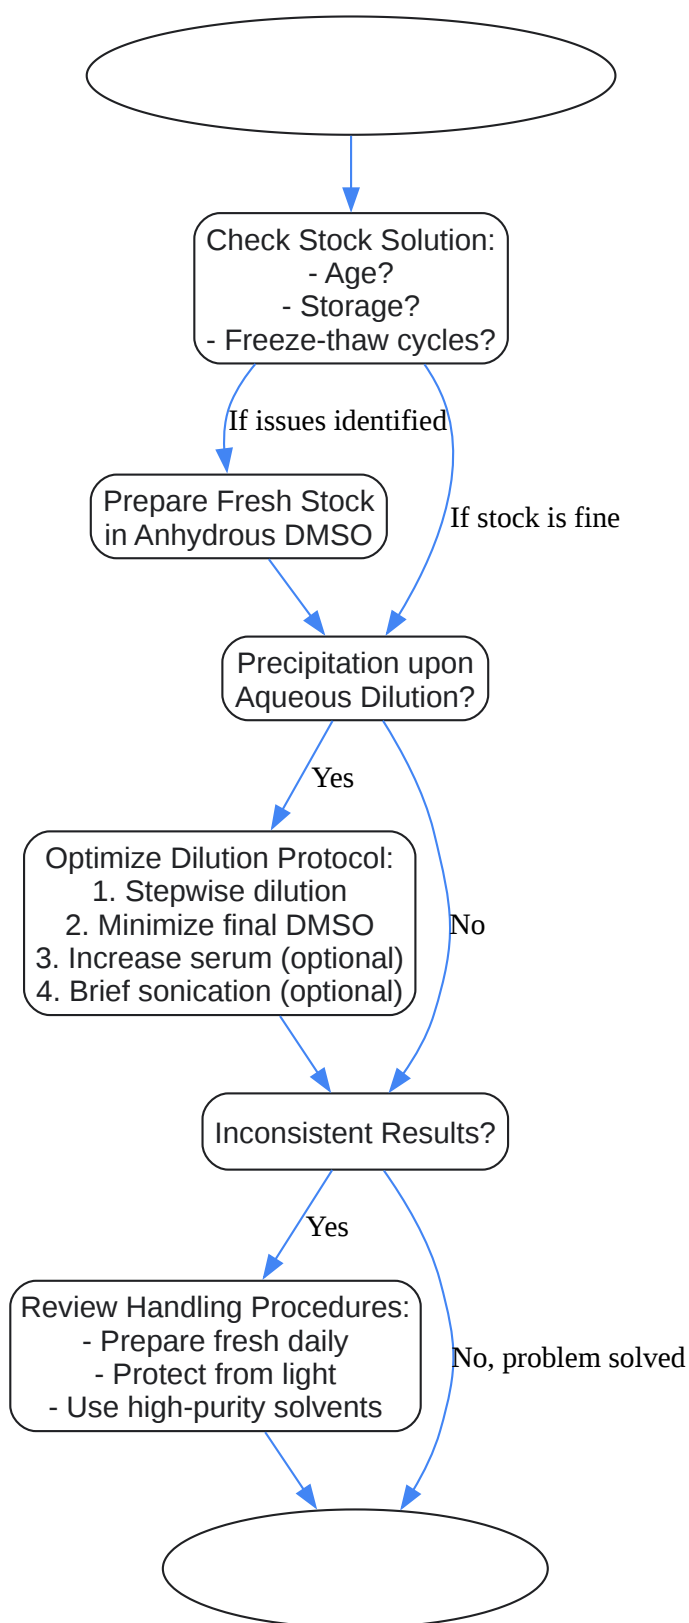 Check Stock Solution:
- Age?
- Storage?
- Freeze-thaw cycles?
If issues identified
Prepare Fresh Stock
in Anhydrous DMSO
If stock is fine
Precipitation upon
Aqueous Dilution?
Yes
Optimize Dilution Protocol:
1. Stepwise dilution
2. Minimize final DMSO
3. Increase serum (optional)
4. Brief sonication (optional)
No
Inconsistent Results?
Yes
Review Handling Procedures:
- Prepare fresh daily
- Protect from light
- Use high-purity solvents
No, problem solved